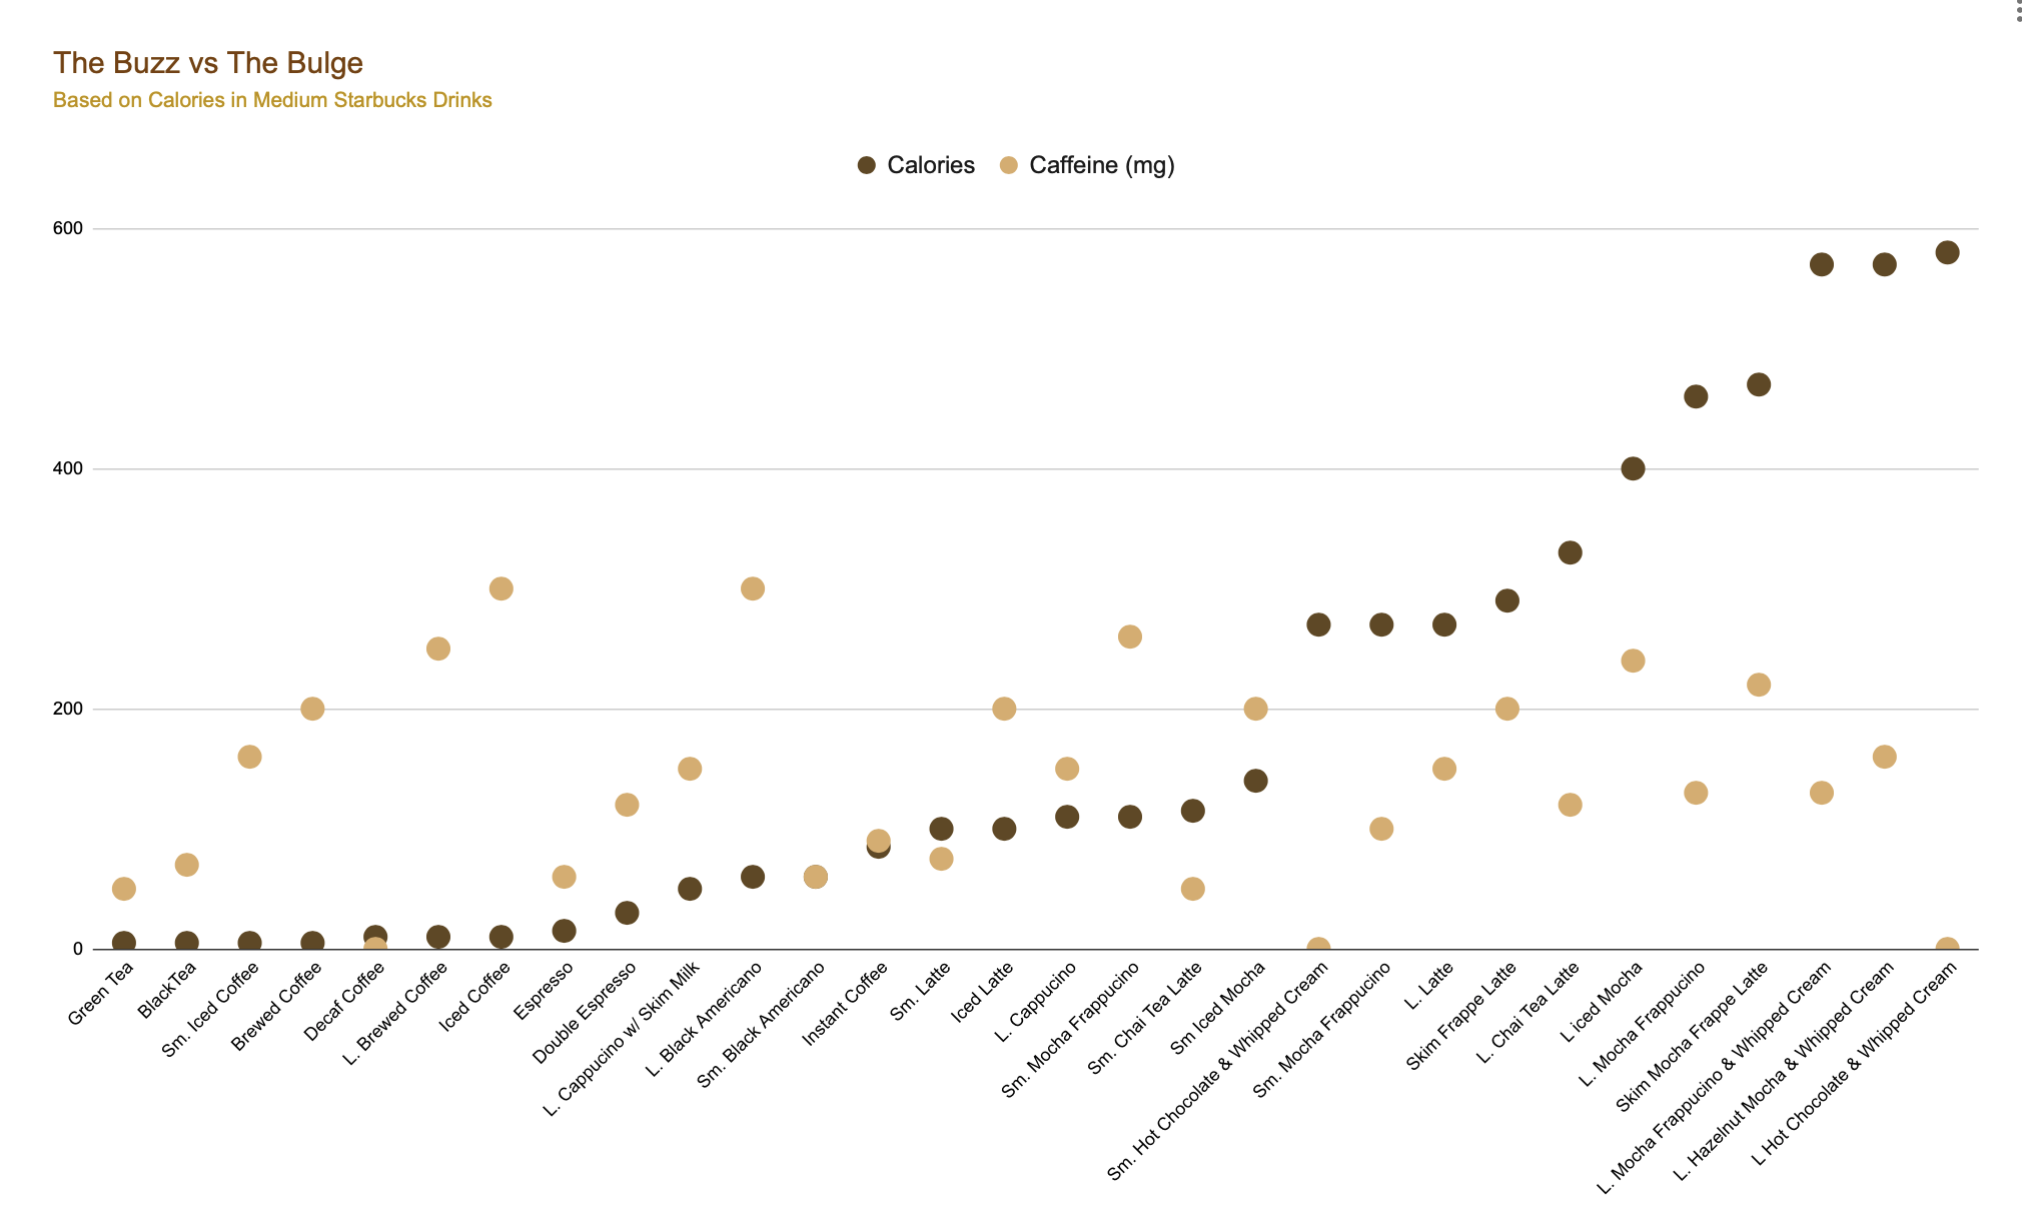 The Buzz vs The Bulge
Based on Calories in Medium Starbucks Drinks
Calories
Caffeine (mg)
600
400
200
0
Green Tea
BlackTea
Sm. Iced Coffee
Brewed Coffee
Decaf Coffee
L. Brewed Coffee
Iced Coffee
Espresso
Double Espresso
L. Cappucino w/ Skim Milk
L. Black Americano
Sm. Black Americano
Instant Coffee
Sm. Latte
Iced Latte
L. Cappucino
Sm. Mocha Frappucino
Sm. Chai Tea Latte
Sm Iced Mocha
Sm. Hot Chocolate & Whipped Cream
Sm. Mocha Frappucino
L. Latte
Skim Frappe Latte
L. Chai Tea Latte
L iced Mocha
L. Mocha Frappucino
Skim Mocha Frappe Latte
L. Mocha Frappucino & Whipped Cream
L. Hazelnut Mocha & Whipped Cream
L Hot Chocolate & Whipped Cream